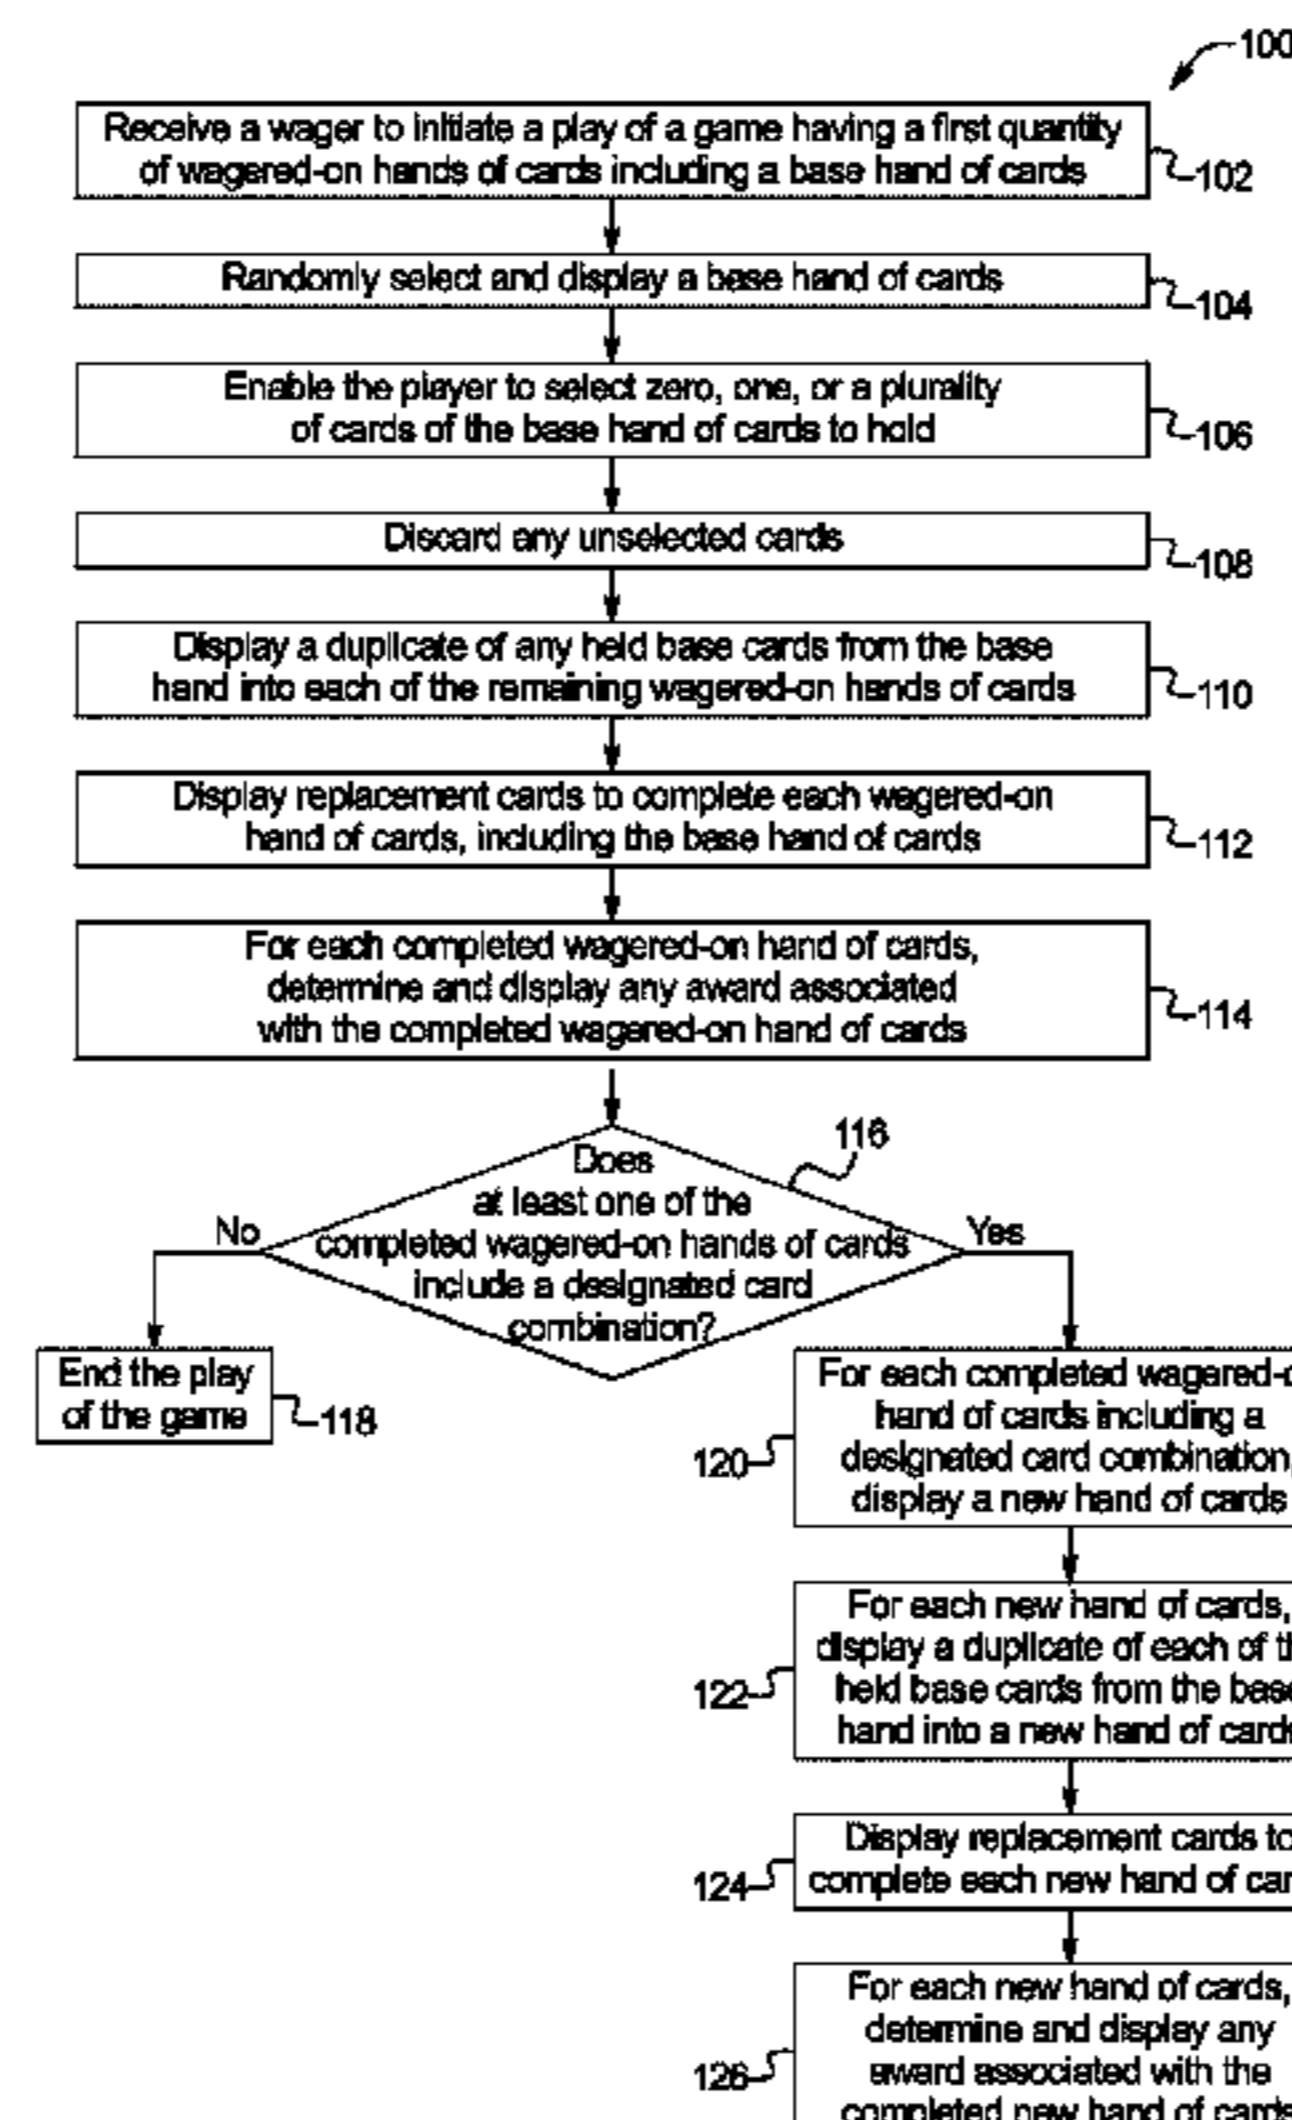 100
Receive a wager to initiate a play of a game having a first quantity
of wagered-on hands of cards including a base hand of cards
102
Randomly select and display a base hand of cards
104
Enable the player to select zero, one, or a plurality
of cards of the base hand of cards to hold
106
Discard any unselected cards
108
Display a duplicate of any held base cards from the base
hand into each of the remaining wagered-on hands of cards
110
Display replacement cards to complete each wagered-on
hand of cards, including the base hand of cards
112
For each completed wagered-on hand of cards,
determine and display any award associated
with the completed wagered-on hand of cards
114
116
Does
at least one of the
completed wagered-on hands of cards
include a designated card
combination?
No
Yes
End the play
of the game
118
For each completed wagered-
hand of cards including a
designated card combination,
display a new hand of cards
120
For each new hand of cards,
display a duplicate of each of
held base cards from the base
hand into a new hand of
122
Display replacement cards to
complete each new hand of
124
For each new hand of cards,
determine and display any
award associated with the
completed new hand of cards
126